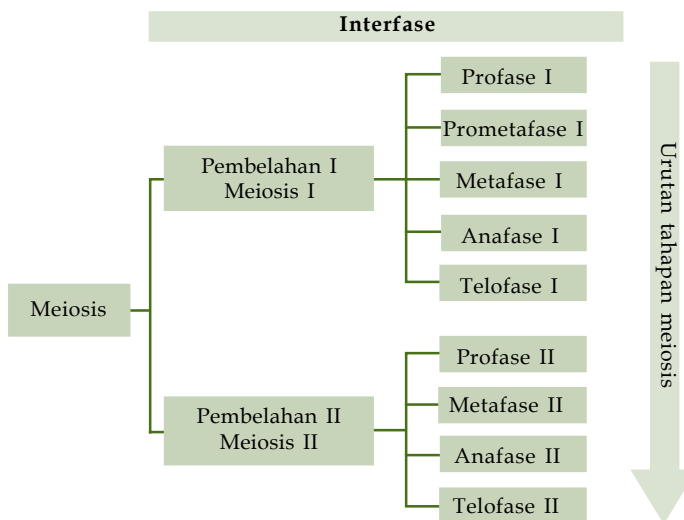 Interfase
Meiosis
Pembelahan I
Meiosis I
Profase I
Prometafase I
Metafase I
Anafase I
Telofase I
Pembelahan II
Meiosis II
Profase II
Metafase II
Anafase II
Telofase II
Urutan tahapan meiosis